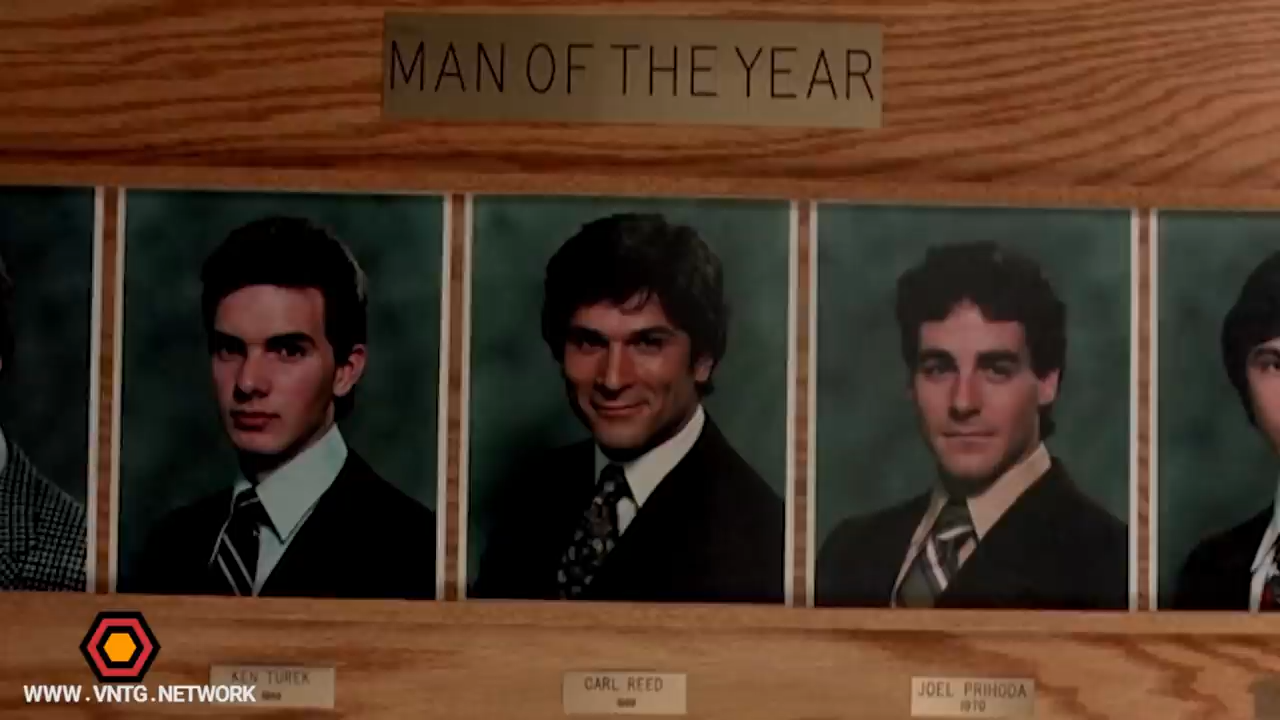 MAN OF THE YEAR
KEN TUREK
CARL REED
JOEL PRIHODA
1970
WWW.VNTG.NETWORK